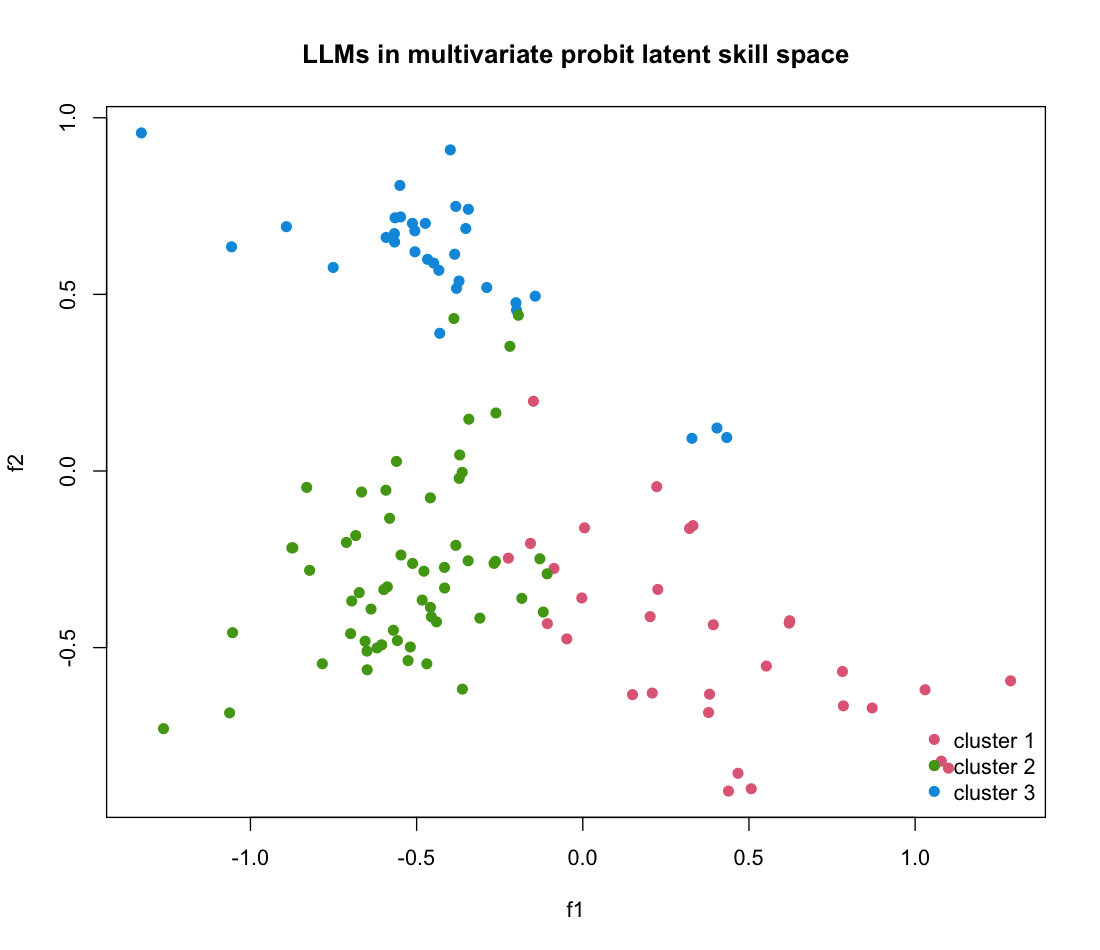 LLMs in multivariate probit latent skill space
1.0
0.5
0.0
-0.5
f2
cluster 1
cluster 2
cluster 3
-1.0 -0.5 0.0 0.5 1.0
f1